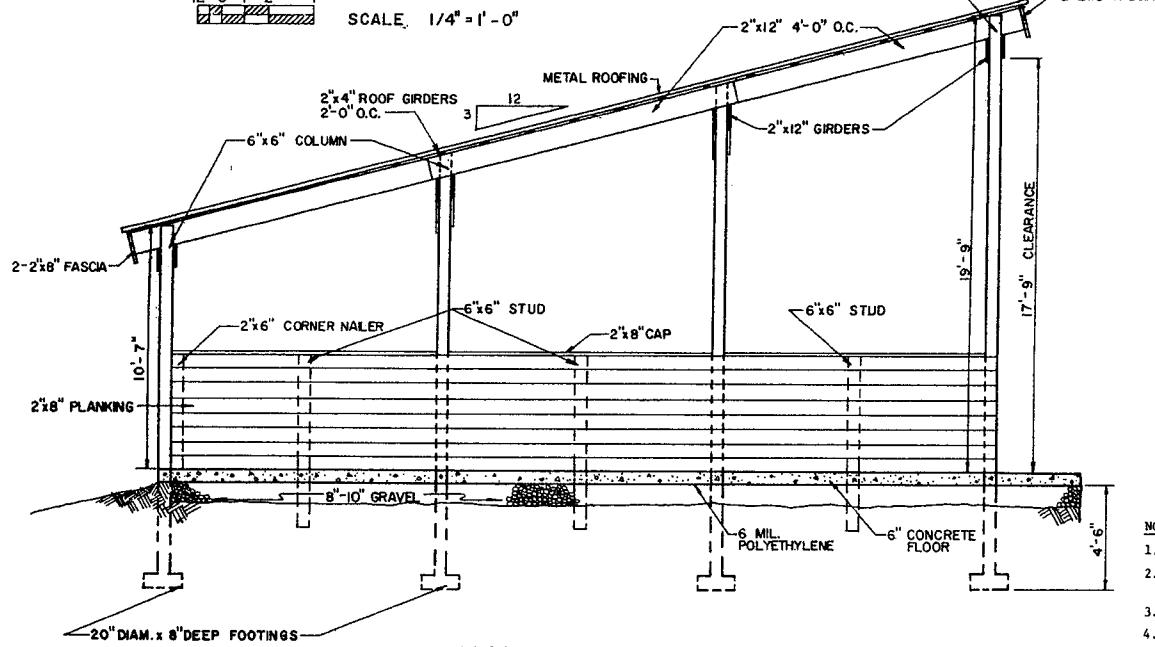 SCALE 1/4" = 1'-0"
2"x12" 4'-0" O.C.
METAL ROOFING
2"x4" ROOF GIRDERS
2'-0" O.C.
12
3
6"x6" COLUMN
2"x12" GIRDERS
2-2"x8" FASCIA
17'-9" CLEARANCE
19'-9"
6"x6" STUD
6"x6" STUD
2"x6" CORNER NAILER
2"x8" CAP
10'-7"
2"x8" PLANKING
8"-10" GRAVEL
6 MIL.
POLYETHYLENE
6" CONCRETE
FLOOR
4'-6"
20" DIAM. x 8" DEEP FOOTINGS
1.
2.
3.
4.